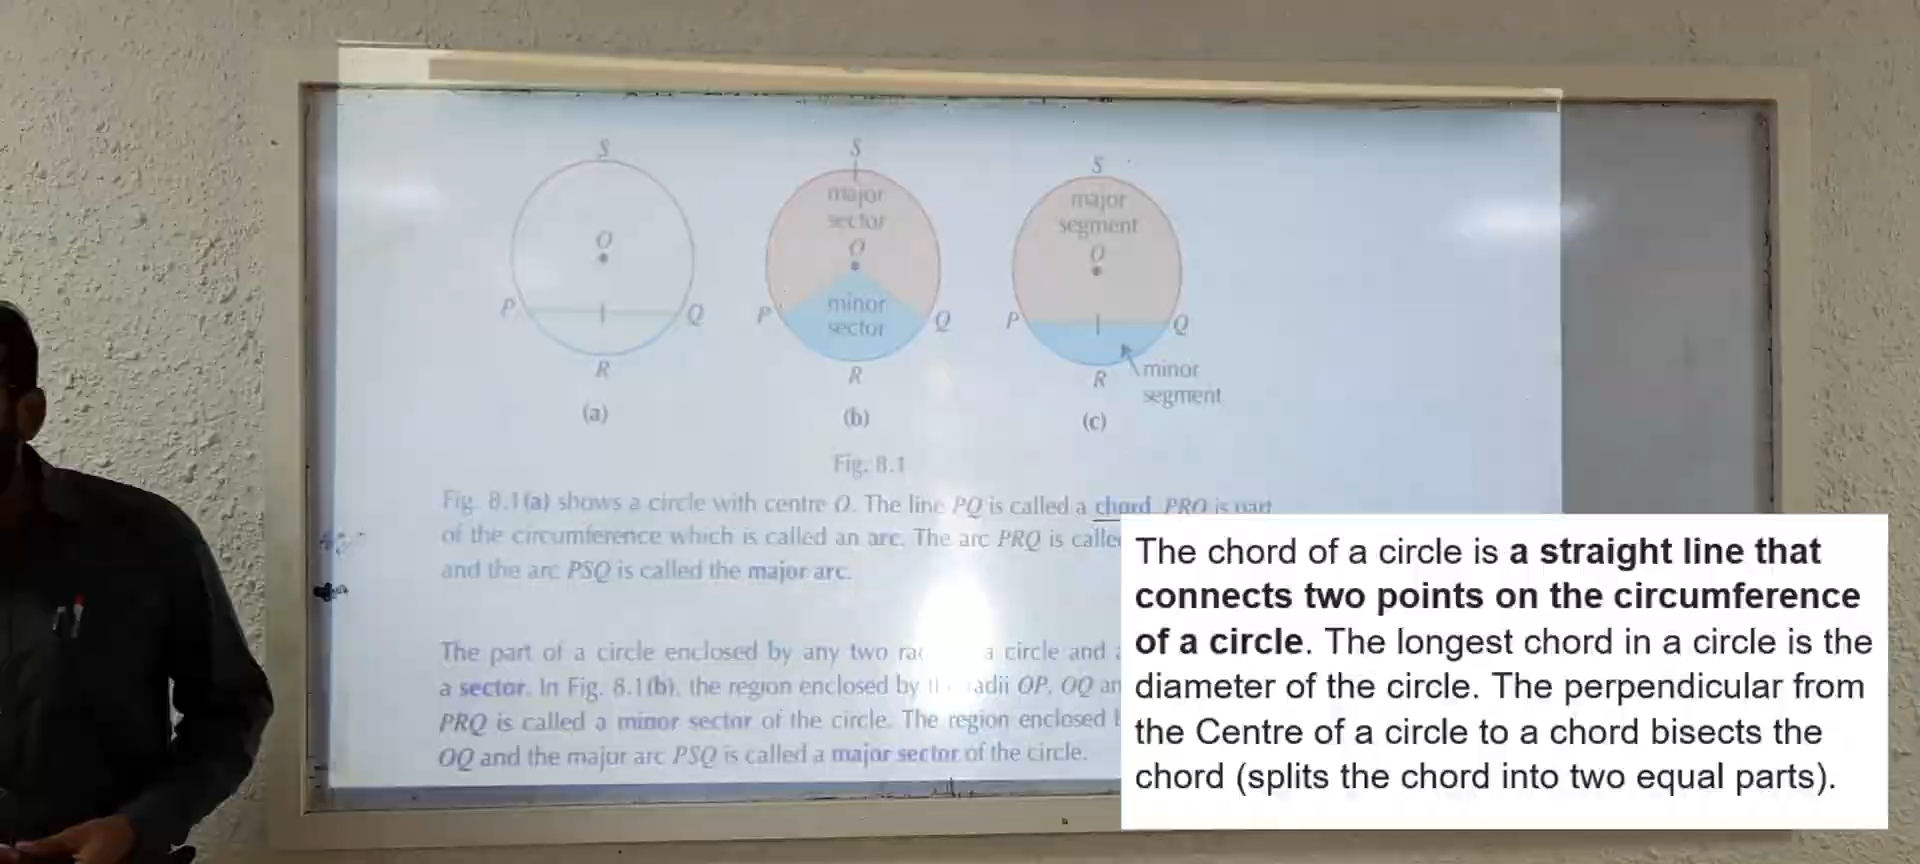 S
O
P
Q
R
(a)
S
major
sector
O
minor
sector
P
Q
R
(b)
S
major
segment
O
P
Q
R
minor
segment
(c)
Fig. 8.1
Fig. 8.1(a) shows a circle with centre O. The line PQ is called a chord. PRQ is part
of the circumference which is called an arc. The arc PRQ is
and the arc PSQ is called the major arc.
The part of a circle enclosed by any two a circle and
a sector. In Fig. 8.1(b), the region enclosed by OP, OQ
PRQ is called a minor sector of the circle. The region enclosed
OQ and the major arc PSQ is called a major sector of the circle.
The chord of a circle is a straight line that
connects two points on the circumference
of a circle. The longest chord in a circle is the
diameter of the circle. The perpendicular from
the Centre of a circle to a chord bisects the
chord (splits the chord into two equal parts).